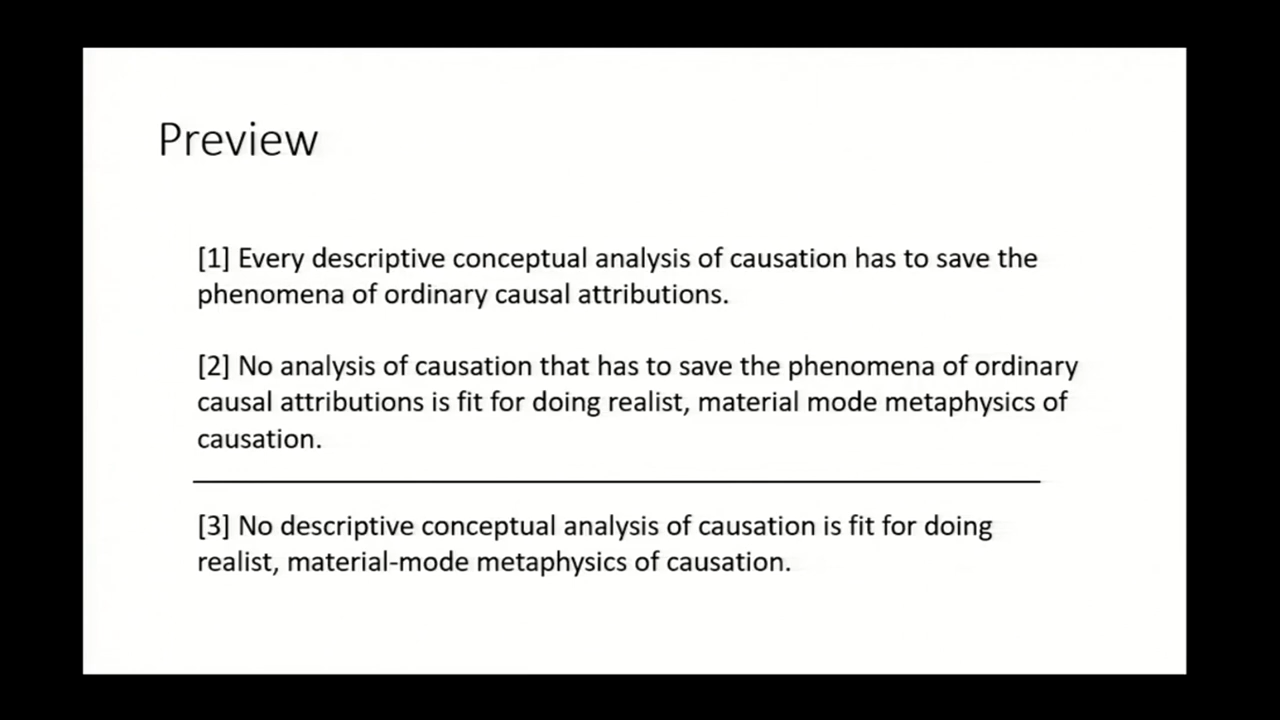 Preview
[1] Every descriptive conceptual analysis of causation has to save the
phenomena of ordinary causal attributions.
[2] No analysis of causation that has to save the phenomena of ordinary
causal attributions is fit for doing realist, material mode metaphysics of
causation.
[3] No descriptive conceptual analysis of causation is fit for doing
realist, material-mode metaphysics of causation.